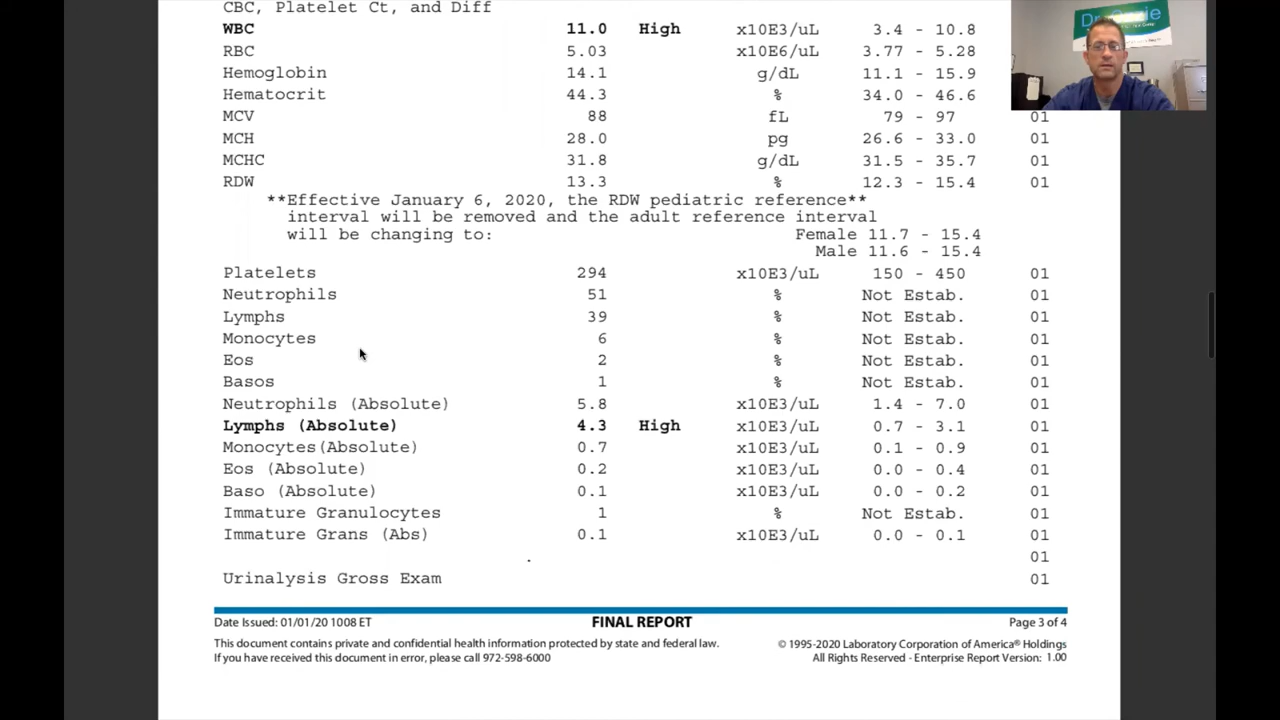 CBC, Platelet Ct, and Diff
WBC 11.0 High x10E3/uL 3.4 - 10.8
RBC 5.03 x10E6/uL 3.77 - 5.28
Hemoglobin 14.1 g/dL 11.1 - 15.9
Hematocrit 44.3 % 34.0 - 46.6
MCV 88 fL 79 - 97 01
MCH 28.0 pg 26.6 - 33.0 01
MCHC 31.8 g/dL 31.5 - 35.7 01
RDW 13.3 % 12.3 - 15.4 01
**Effective January 6, 2020, the RDW pediatric reference**
interval will be removed and the adult reference interval
will be changing to: Female 11.7 - 15.4
Male 11.6 - 15.4
Platelets 294 x10E3/uL 150 - 450 01
Neutrophils 51 % Not Estab. 01
Lymphs 39 % Not Estab. 01
Monocytes 6 % Not Estab. 01
Eos 2 % Not Estab. 01
Basos 1 % Not Estab. 01
Neutrophils (Absolute) 5.8 x10E3/uL 1.4 - 7.0 01
Lymphs (Absolute) 4.3 High x10E3/uL 0.7 - 3.1 01
Monocytes(Absolute) 0.7 x10E3/uL 0.1 - 0.9 01
Eos (Absolute) 0.2 x10E3/uL 0.0 - 0.4 01
Baso (Absolute) 0.1 x10E3/uL 0.0 - 0.2 01
Immature Granulocytes 1 % Not Estab. 01
Immature Grans (Abs) 0.1 x10E3/uL 0.0 - 0.1 01
. 01
Urinalysis Gross Exam 01
Date Issued: 01/01/20 1008 ET FINAL REPORT Page 3 of 4
This document contains private and confidential health information protected by state and federal law. © 1995-2020 Laboratory Corporation of America® Holdings
If you have received this document in error, please call 972-598-6000 All Rights Reserved - Enterprise Report Version: 1.00